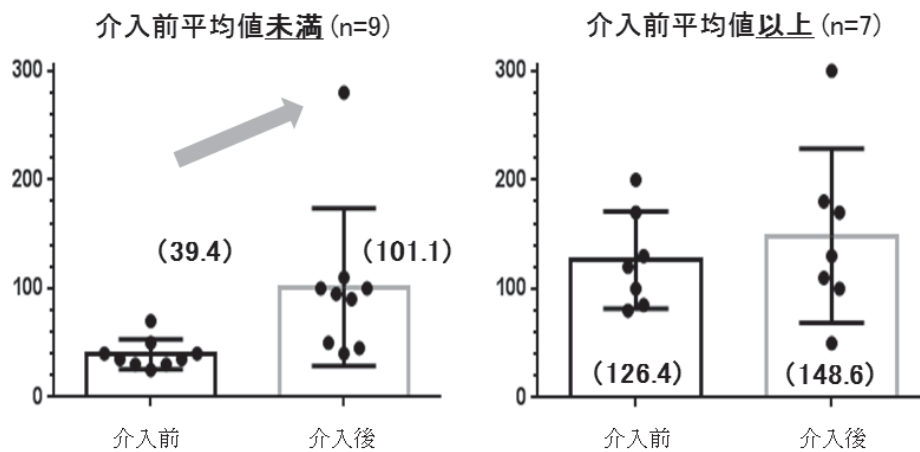 介入前平均値未満 (n=9)
300
200
100
0
(39.4)
(101.1)
介入前
介入後
介入前平均値以上 (n=7)
300
200
100
0
(126.4)
(148.6)
介入前
介入後